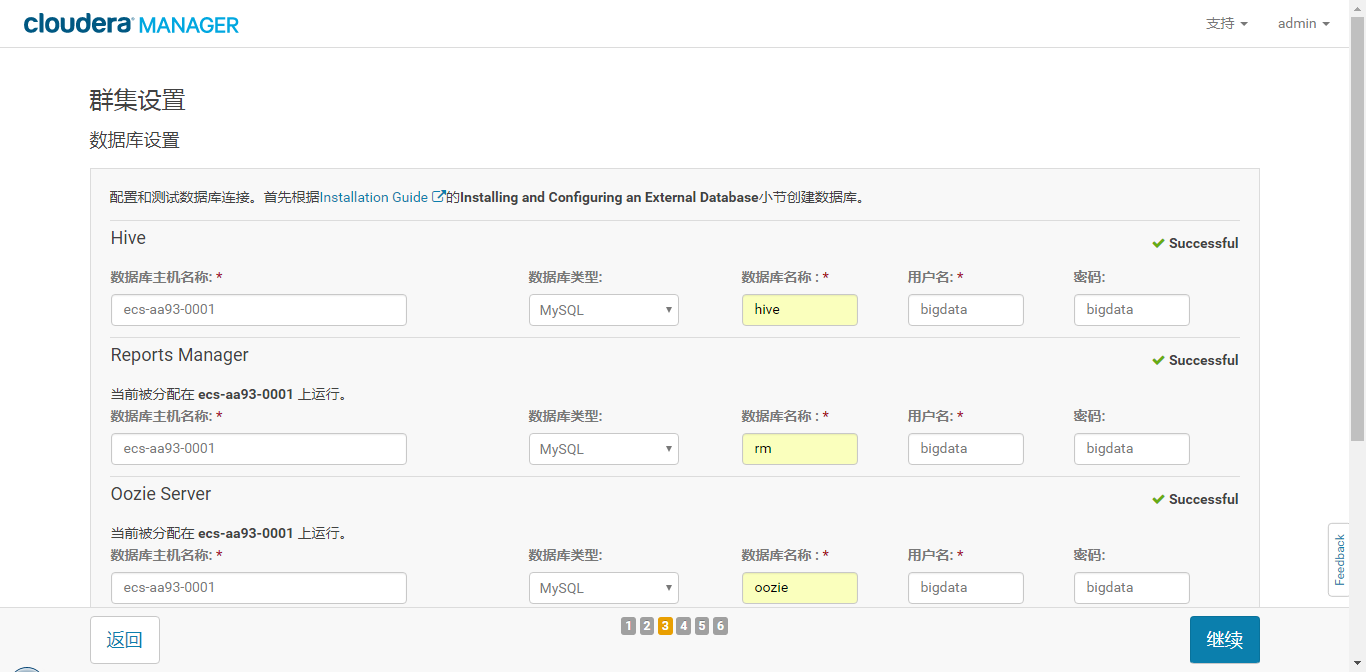 cloudera MANAGER 支持 admin
群集设置
数据库设置
配置和测试数据库连接。首先根据Installation Guide 的Installing and Configuring an External Database小节创建数据库。
Hive Successful
数据库主机名称: * 数据库类型: 数据库名称 : * 用户名: * 密码:
ecs-aa93-0001 MySQL hive bigdata bigdata
Reports Manager Successful
当前被分配在 ecs-aa93-0001 上运行。
数据库主机名称: * 数据库类型: 数据库名称 : * 用户名: * 密码:
ecs-aa93-0001 MySQL rm bigdata bigdata
Oozie Server Successful
当前被分配在 ecs-aa93-0001 上运行。
数据库主机名称: * 数据库类型: 数据库名称 : * 用户名: * 密码:
ecs-aa93-0001 MySQL oozie bigdata bigdata
Feedback
返回 1 2 3 4 5 6 继续